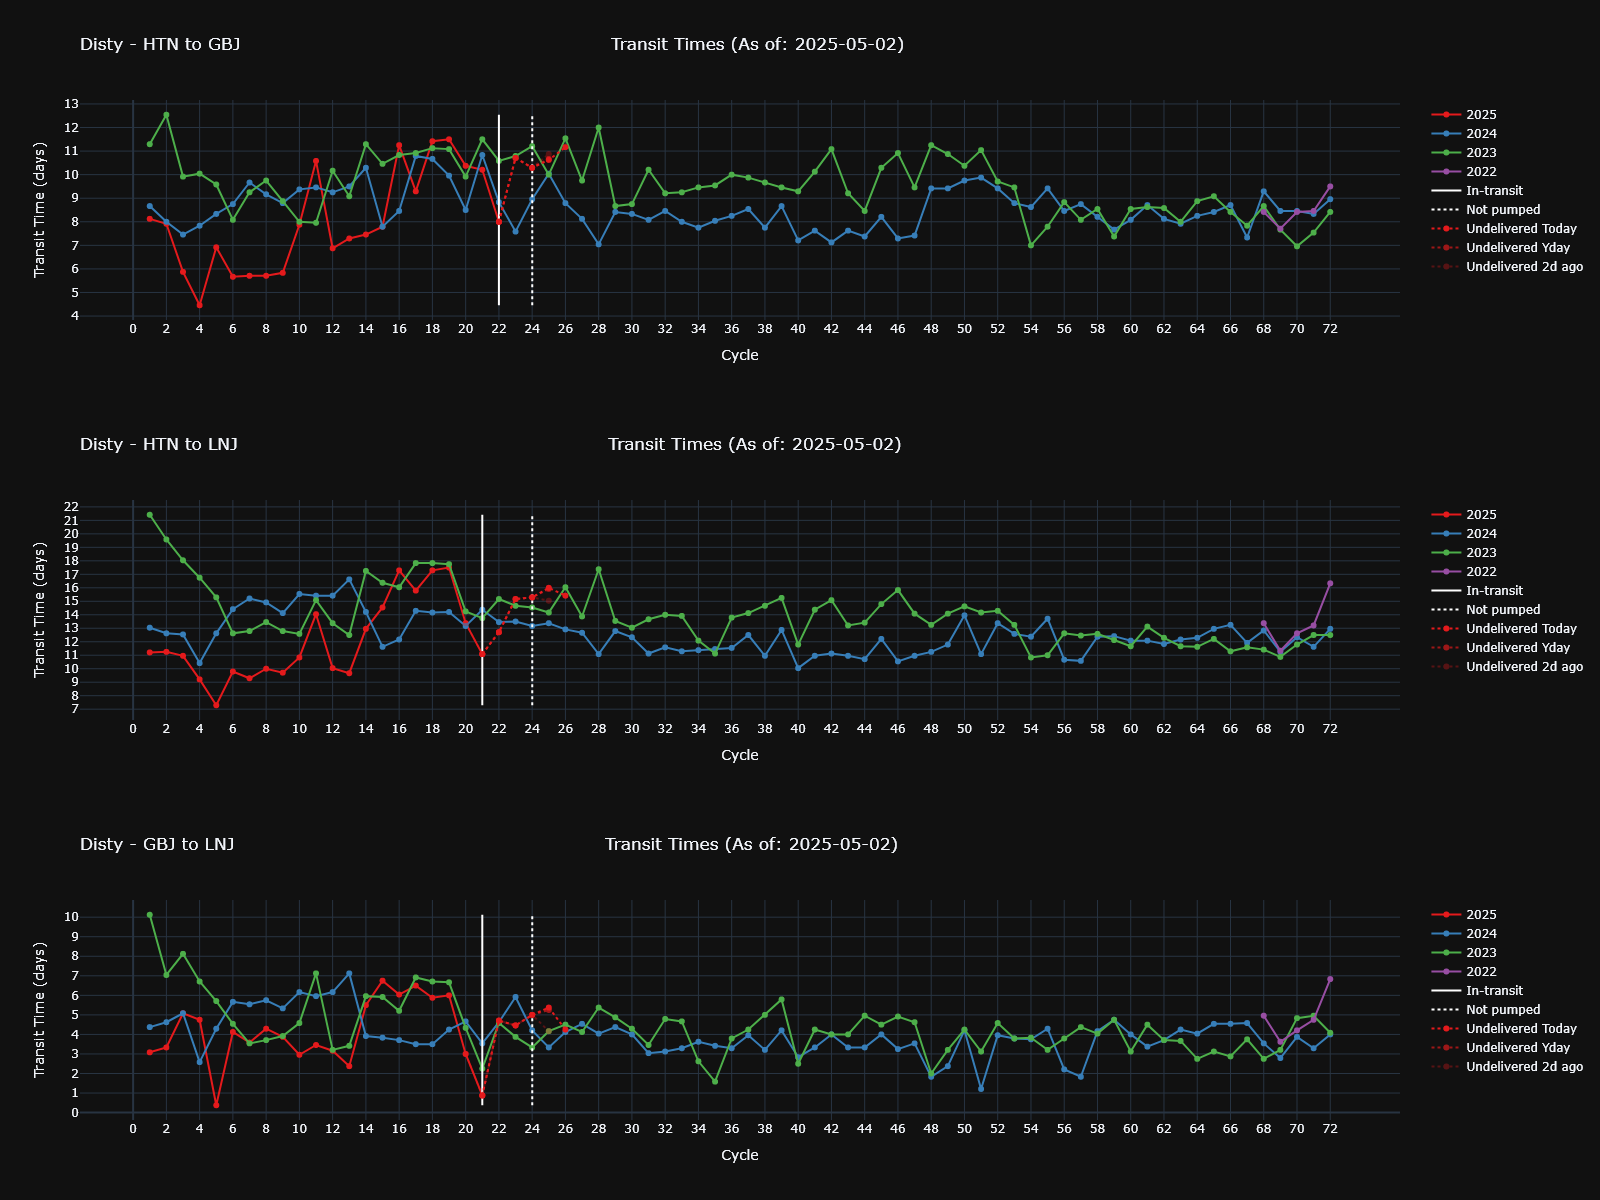 Disty - HTN to GBJ
Transit Times (As of: 2025-05-02)
Transit Time (days)
13
12
11
10
9
8
7
6
5
4
0 2 4 6 8 10 12 14 16 18 20 22 24 26 28 30 32 34 36 38 40 42 44 46 48 50 52 54 56 58 60 62 64 66 68 70 72
Cycle
2025
2024
2023
2022
In-transit
Not pumped
Undelivered Today
Undelivered Yday
Undelivered 2d ago
Disty - HTN to LNJ
Transit Times (As of: 2025-05-02)
Transit Time (days)
22
21
20
19
18
17
16
15
14
13
12
11
10
9
8
7
0 2 4 6 8 10 12 14 16 18 20 22 24 26 28 30 32 34 36 38 40 42 44 46 48 50 52 54 56 58 60 62 64 66 68 70 72
Cycle
2025
2024
2023
2022
In-transit
Not pumped
Undelivered Today
Undelivered Yday
Undelivered 2d ago
Disty - GBJ to LNJ
Transit Times (As of: 2025-05-02)
Transit Time (days)
10
9
8
7
6
5
4
3
2
1
0
0 2 4 6 8 10 12 14 16 18 20 22 24 26 28 30 32 34 36 38 40 42 44 46 48 50 52 54 56 58 60 62 64 66 68 70 72
Cycle
2025
2024
2023
2022
In-transit
Not pumped
Undelivered Today
Undelivered Yday
Undelivered 2d ago